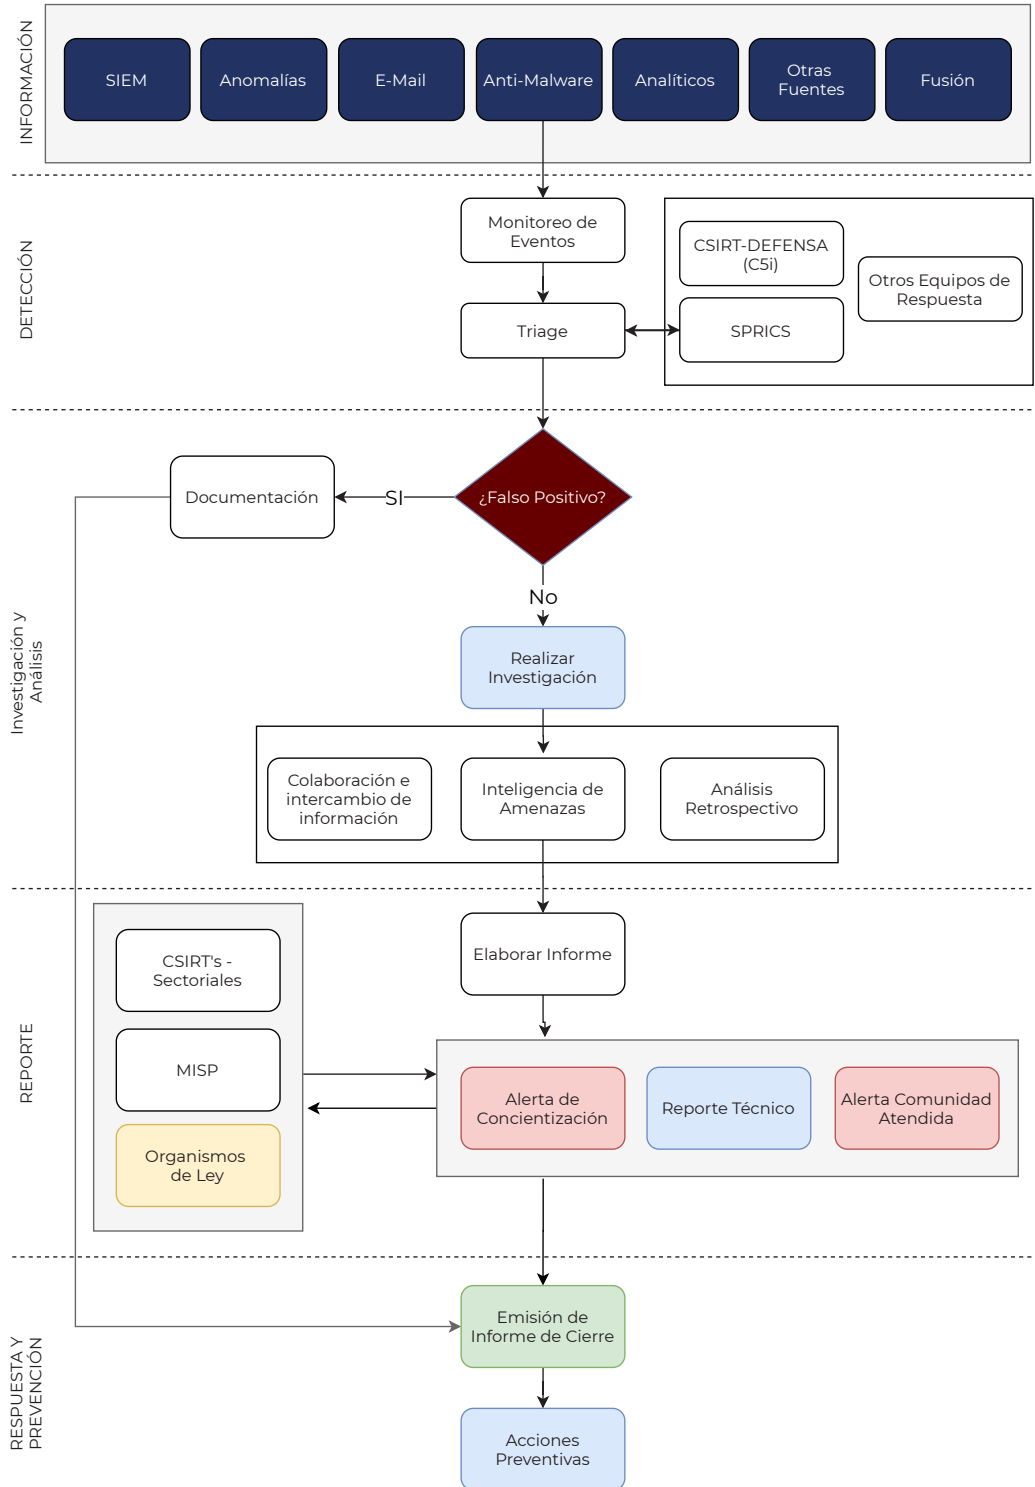 INFORMACIÓN
SIEM
Anomalías
E-Mail
Anti-Malware
Analíticos
Otras
Fuentes
Fusión
DETECCIÓN
Monitoreo de
Eventos
Triage
CSIRT-DEFENSA
(C5i)
SPRICS
Otros Equipos de
Respuesta
Investigación y
Análisis
¿Falso Positivo?
SI
Documentación
No
Realizar
Investigación
Colaboración e
intercambio de
información
Inteligencia de
Amenazas
Análisis
Retrospectivo
REPORTE
Elaborar Informe
CSIRT's -
Sectoriales
MISP
Organismos
de Ley
Alerta de
Concientización
Reporte Técnico
Alerta Comunidad
Atendida
RESPUESTA Y
PREVENCIÓN
Emisión de
Informe de Cierre
Acciones
Preventivas